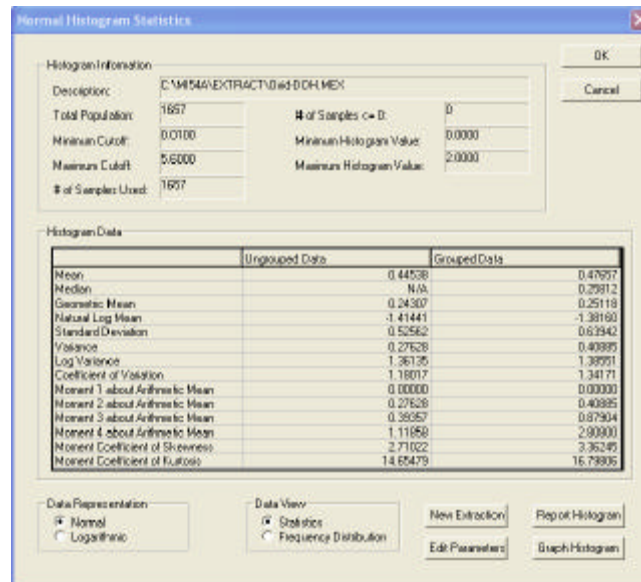 Normal Histogram Statistics
OK
Cancel
Histogram Information
Description:
Total Population: 1657
# of Samples <= 0: 0
Minimum Cutoff: 0.0100
Minimum Histogram Value: 0.0000
Maximum Cutoff: 5.6000
Maximum Histogram Value: 2.0000
# of Samples Used: 1657
Histogram Data
Ungrouped Data Grouped Data
Mean 0.44538 0.47657
Median N/A 0.25812
Geometric Mean 0.24307 0.25118
Natural Log Mean -1.41441 -1.38160
Standard Deviation 0.52562 0.63942
Variance 0.27628 0.40885
Log Variance 1.36135 1.38551
Coefficient of Variation 1.18017 1.34171
Moment 1 about Arithmetic Mean 0.00000 0.00000
Moment 2 about Arithmetic Mean 0.27628 0.40885
Moment 3 about Arithmetic Mean 0.39357 0.87904
Moment 4 about Arithmetic Mean 1.11858 2.80800
Moment Coefficient of Skewness 2.71022 3.36245
Moment Coefficient of Kurtosis 14.65479 16.79806
Data Representation
Normal
Logarithmic
Data View
Statistics
Frequency Distribution
New Extraction
Report Histogram
Edit Parameters
Graph Histogram